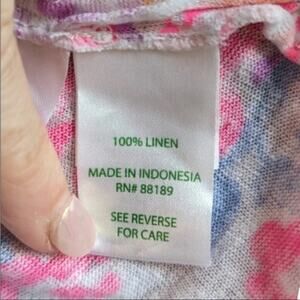 100% LINEN
MADE IN INDONESIA
RN# 88189
SEE REVERSE
FOR CARE